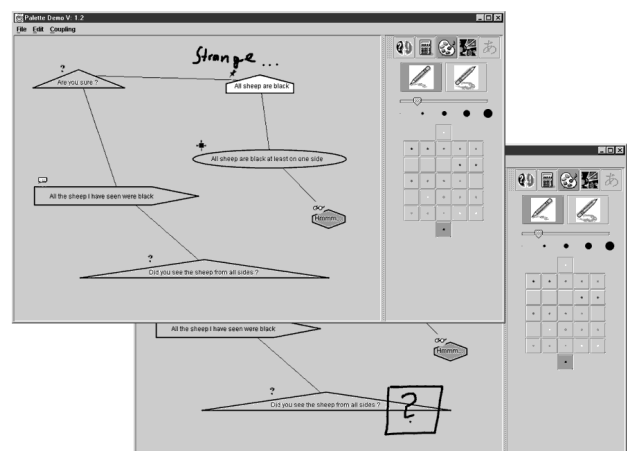 Palette Demo V: 1.2
File Edit Coupling
Strange...
?
Are you sure ?
All sheep are black
あ
All sheep are black at least on one side
All the sheep I have seen were black
Hmmm...
?
Did you see the sheep from all sides ?
あ
All the sheep I have seen were black
Hmmm...
?
Did you see the sheep from all sides ?
?